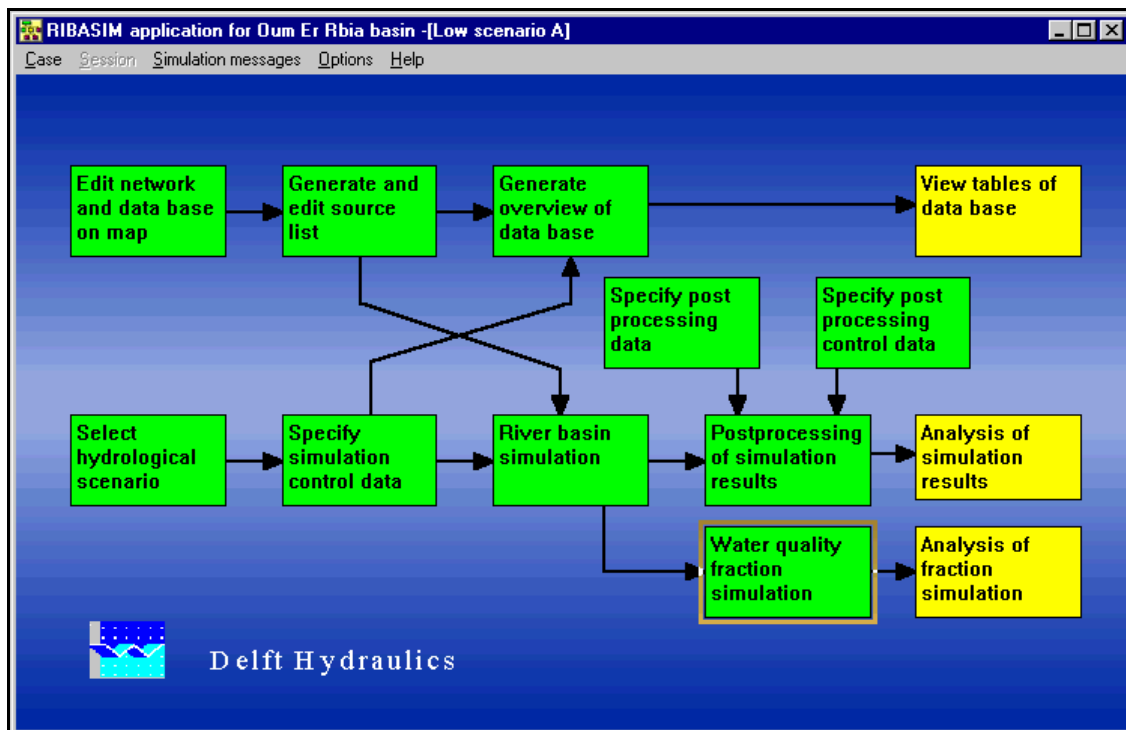 RIBASIM application for Oum Er Rbia basin -[Low scenario A]
Case Session Simulation messages Options Help
Edit network
and data base
on map
Generate and
edit source
list
Generate
overview of
data base
View tables of
data base
Specify post
processing
data
Specify post
processing
control data
Select
hydrological
scenario
Specify
simulation
control data
River basin
simulation
Postprocessing
of simulation
results
Analysis of
simulation
results
Water quality
fraction
simulation
Analysis of
fraction
simulation
Delft Hydraulics